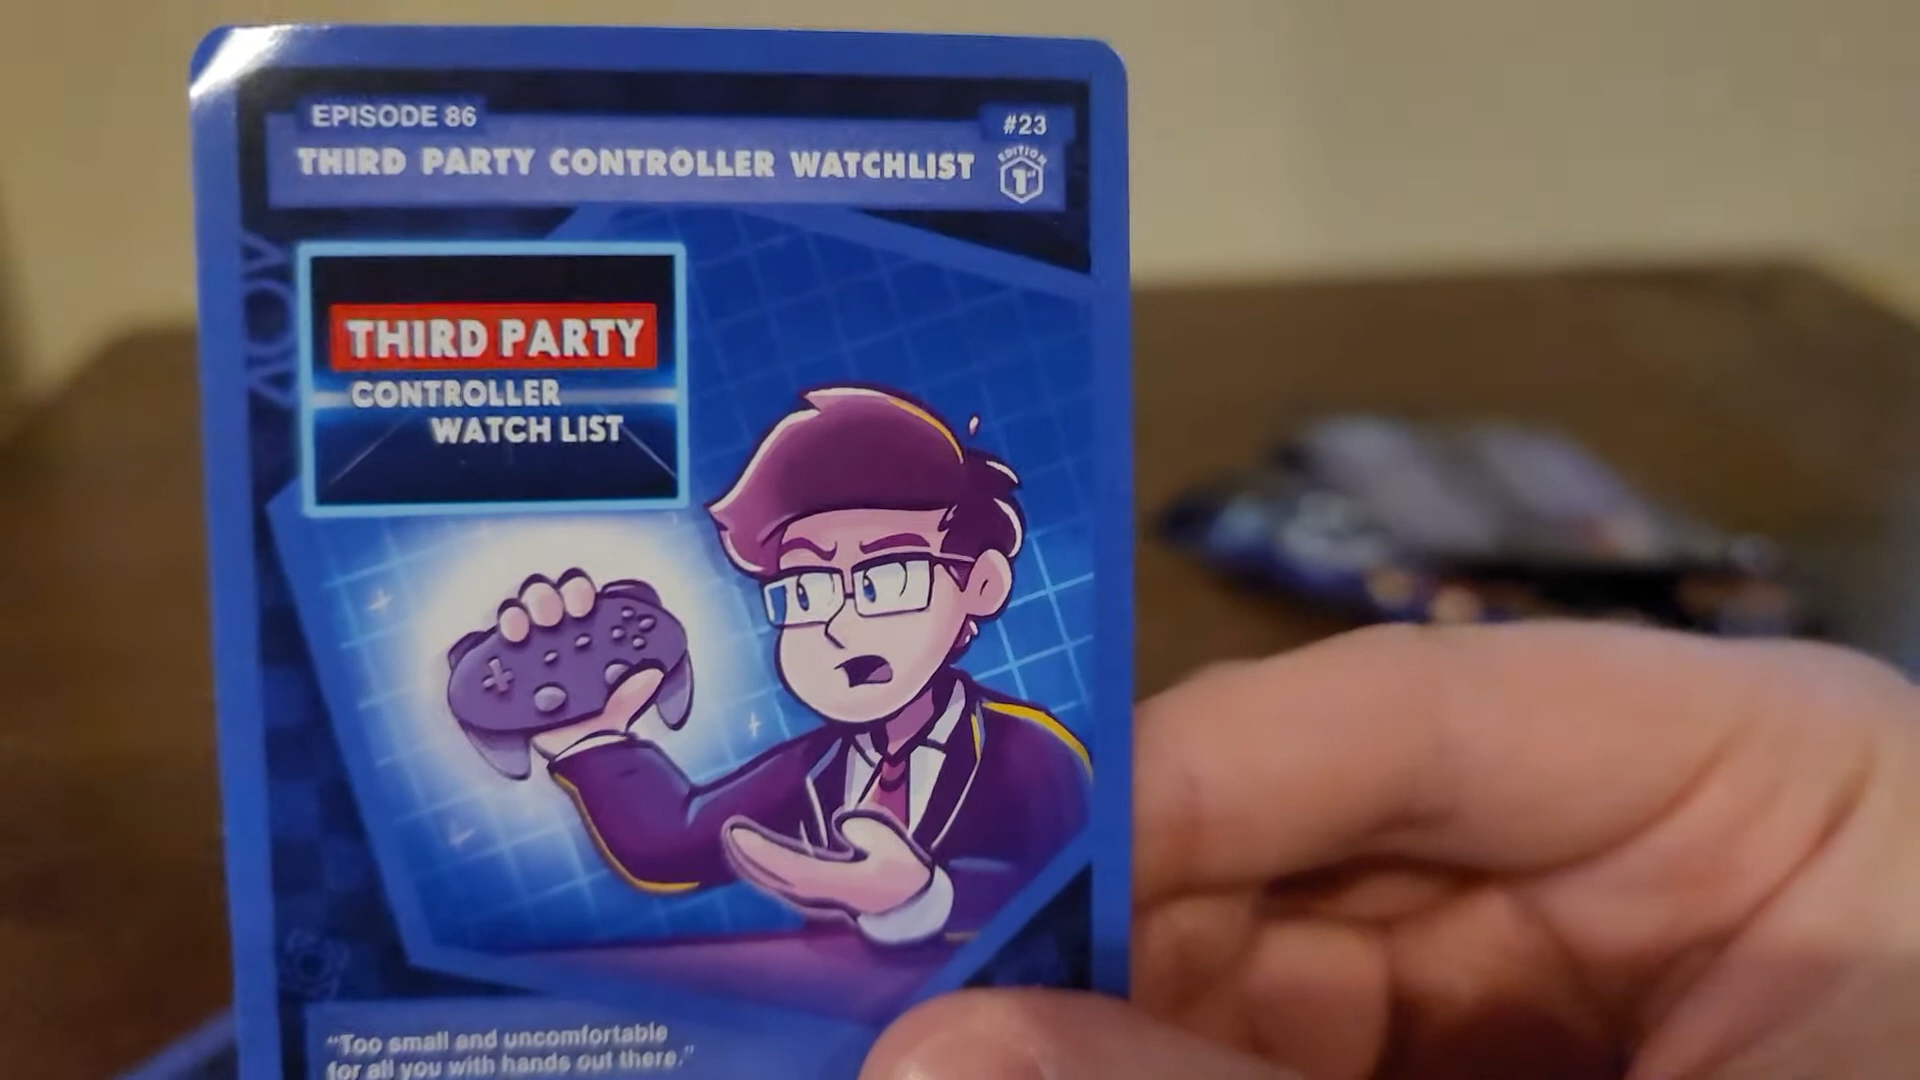 EPISODE 86
#23
THIRD PARTY CONTROLLER WATCHLIST
EDITION
1st
THIRD PARTY
CONTROLLER
WATCH LIST
"Too small and uncomfortable
for all you with hands out there."